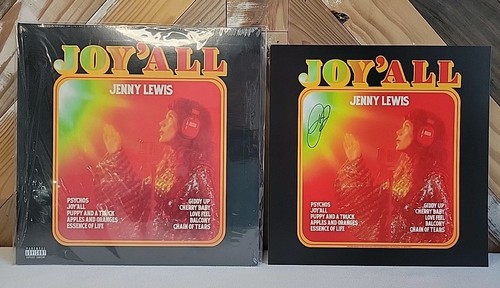 JOY'ALL
JENNY LEWIS
PSYCHOS
JOY'ALL
PUPPY AND A TRUCK
APPLES AND ORANGES
ESSENCE OF LIFE
GIDDY UP
CHERRY BABY
LOVE FEEL
BALCONY
CHAIN OF TEARS
PARENTAL
ADVISORY
JOY'ALL
JENNY LEWIS
PSYCHOS
JOY'ALL
PUPPY AND A TRUCK
APPLES AND ORANGES
ESSENCE OF LIFE
GIDDY UP
CHERRY BABY
LOVE FEEL
BALCONY
CHAIN OF TEARS